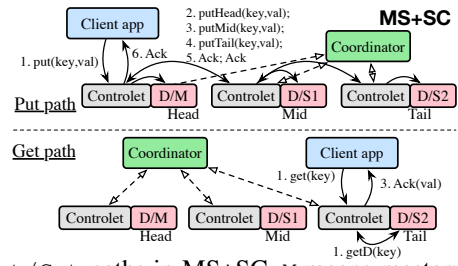 Client app
2. putHead(key,val);
3. putMid(key,val);
4. putTail(key,val);
5. Ack; Ack
MS+SC
Coordinator
1. put(key,val)
6. Ack
Controlet D/M
Controlet D/S1
Controlet D/S2
Put path
Head
Mid
Tail
Get path
Coordinator
Client app
1. get(key)
3. Ack(val)
Controlet D/M
Controlet D/S1
Controlet D/S2
Head
Mid
Tail
1. getD(key)